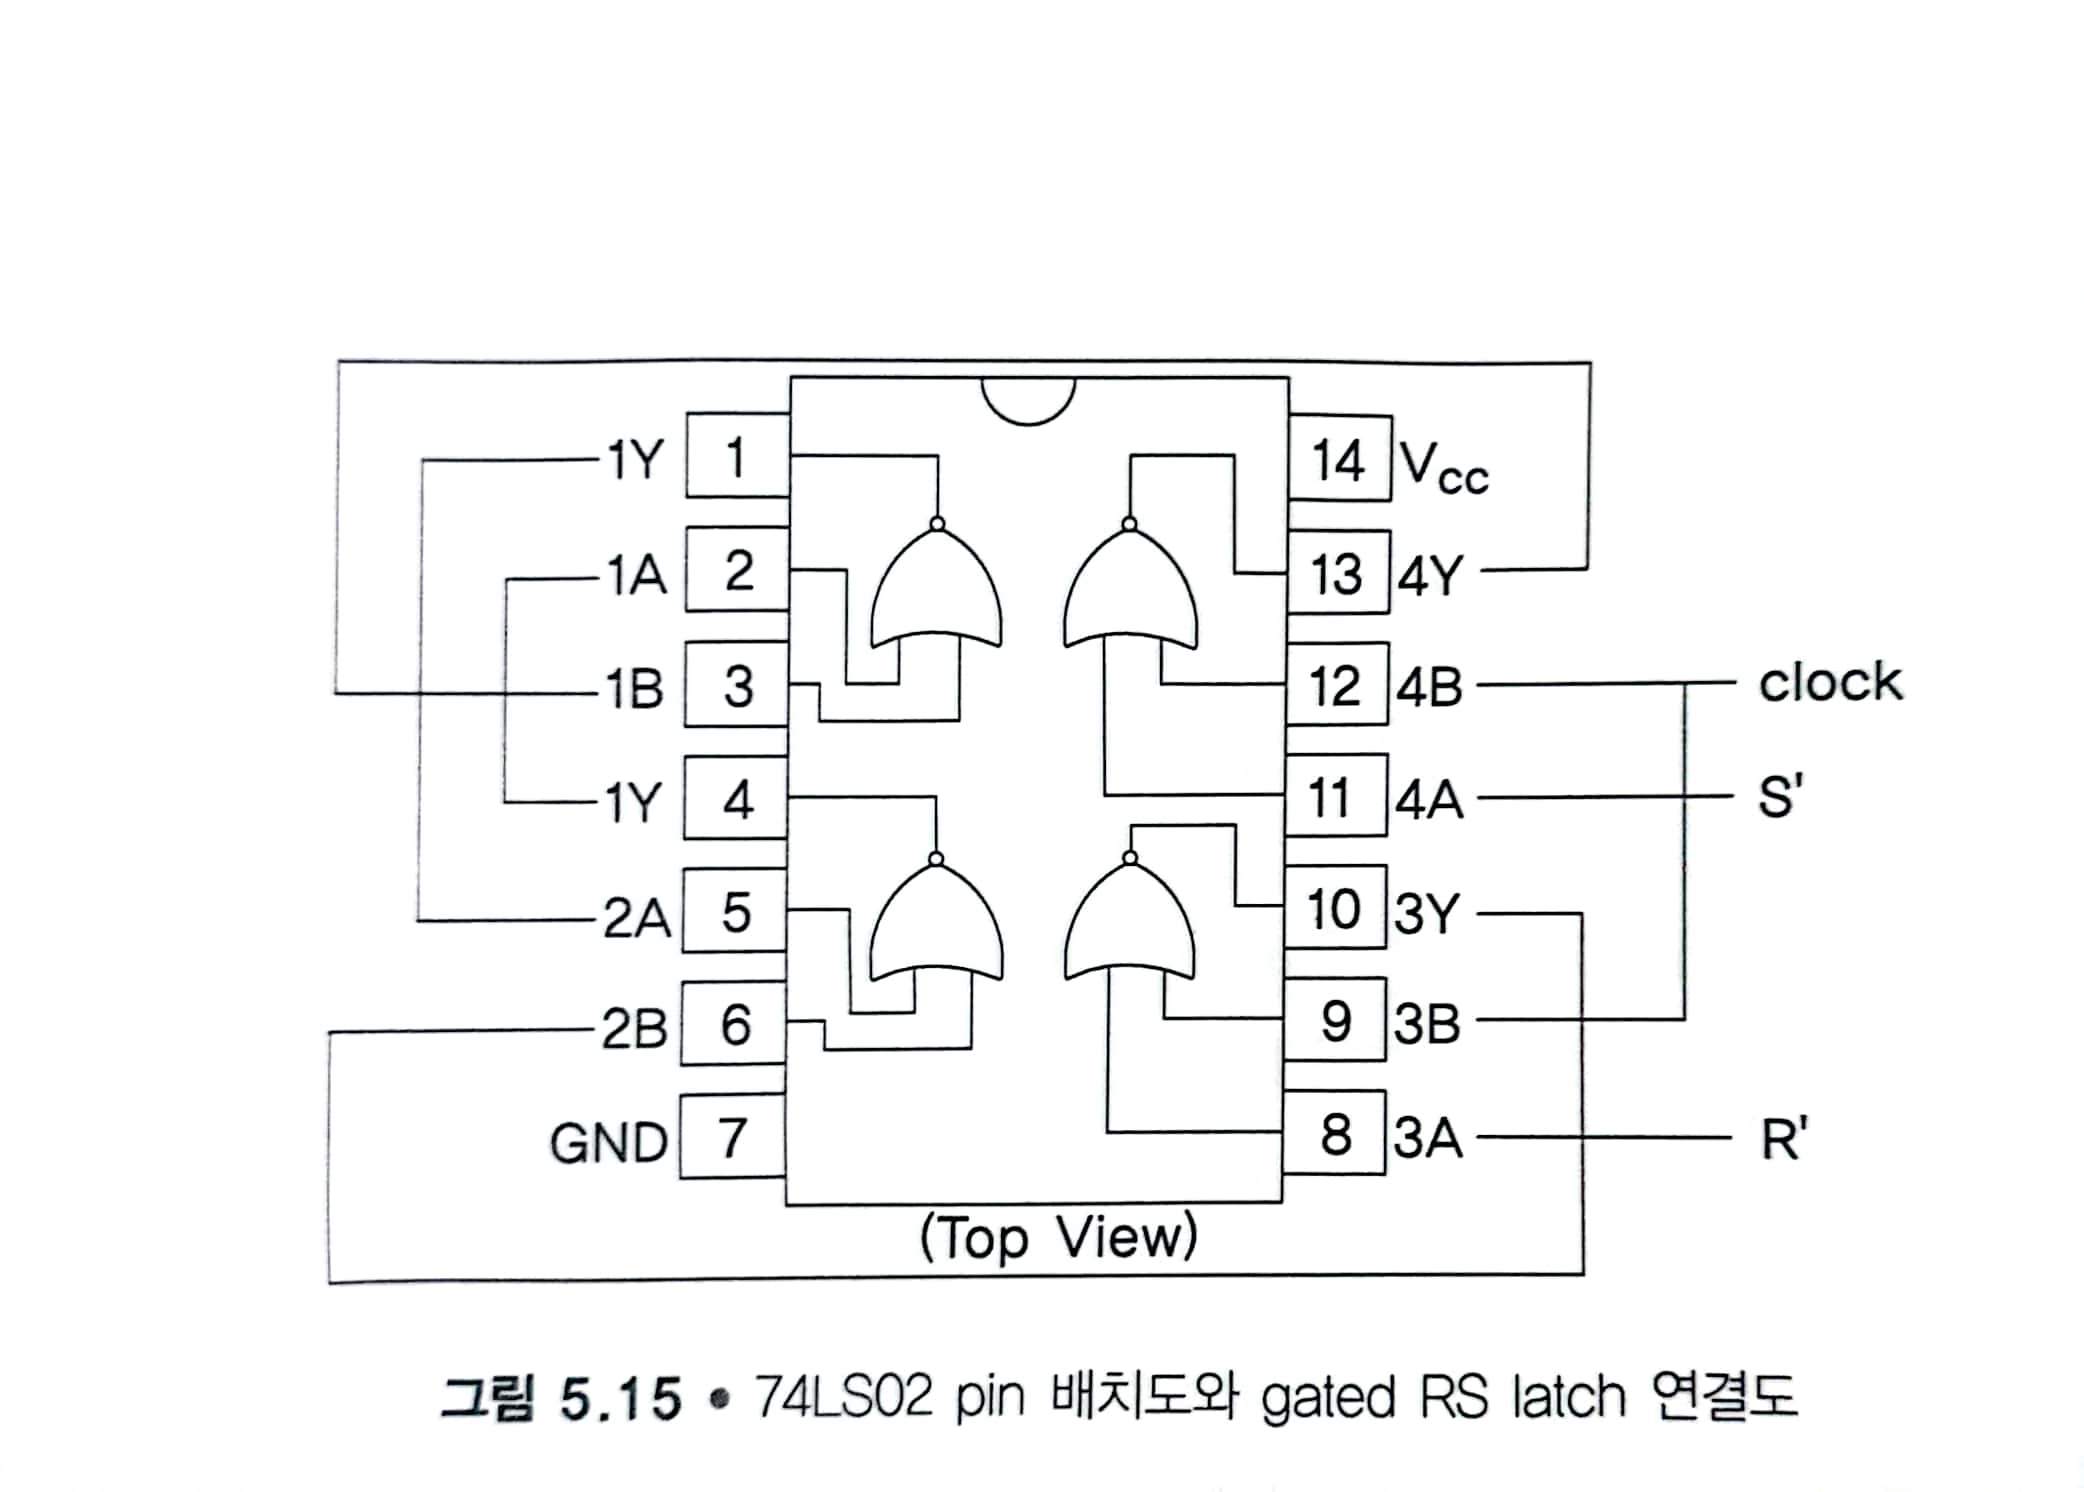 1Y 1 14 Vcc
1A 2 13 4Y
1B 3 12 4B clock
1Y 4 11 4A S'
2A 5 10 3Y
2B 6 9 3B
GND 7 8 3A R'
(Top View)
그림 5.15 • 74LS02 pin 배치도와 gated RS latch 연결도